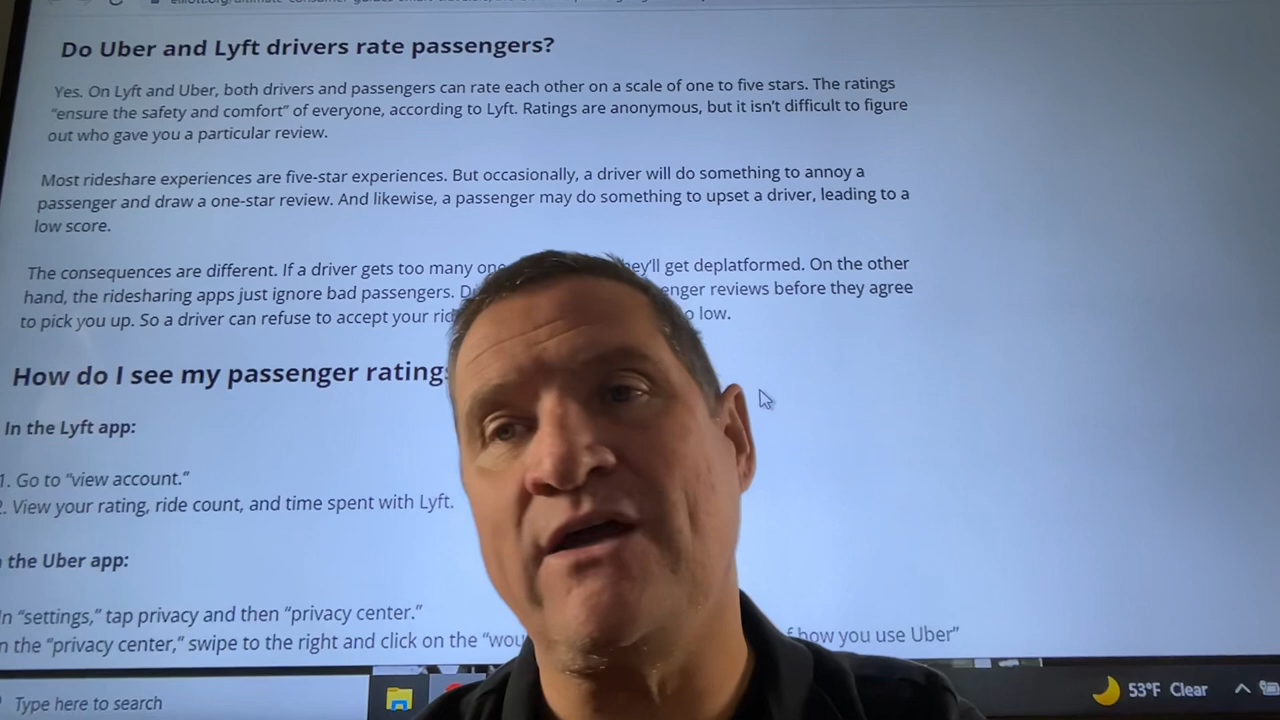 Do Uber and Lyft drivers rate passengers?
Yes. On Lyft and Uber, both drivers and passengers can rate each other on a scale of one to five stars. The ratings
“ensure the safety and comfort” of everyone, according to Lyft. Ratings are anonymous, but it isn’t difficult to figure
out who gave you a particular review.
Most rideshare experiences are five-star experiences. But occasionally, a driver will do something to annoy a
passenger and draw a one-star review. And likewise, a passenger may do something to upset a driver, leading to a
low score.
The consequences are different. If a driver gets too many one they’ll get deplatformed. On the other
hand, the ridesharing apps just ignore bad passengers. reviews before they agree
to pick you up. So a driver can refuse to accept your low.
How do I see my passenger rating
In the Lyft app:
1. Go to “view account.”
2. View your rating, ride count, and time spent with Lyft.
the Uber app:
In “settings,” tap privacy and then “privacy center.”
the “privacy center,” swipe to the right and click on the how you use Uber”
Type here to search
53°F Clear